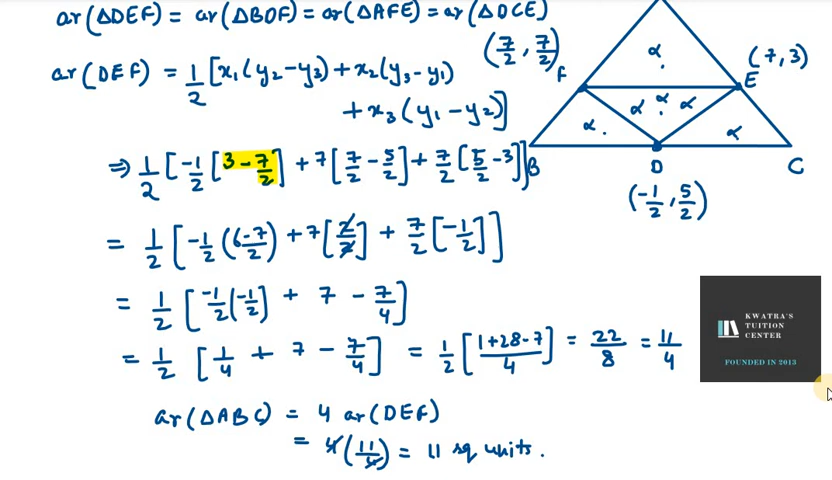 ar(ΔDEF) = ar(ΔBOF) = ar(ΔAFE) = ar(ΔDCE)
(7/2, 7/2)
F
α
(7, 3)
E
α α α
α
α
B
D
C
(-1/2, 5/2)
ar(DEF) = 1/2 [x₁(y₂-y₃) + x₂(y₃-y₁)
+ x₃(y₁-y₂)]
⇒ 1/2 [-1/2 [3 - 7/2] + 7[7/2 - 5/2] + 7/2 [5/2 - 3]]
= 1/2 [-1/2 (6-7/2) + 7[2/2] + 7/2 [-1/2]]
= 1/2 [-1/2 (-1/2] + 7 - 7/4]
= 1/2 [1/4 + 7 - 7/4] = 1/2 [1+28-7/4] = 22/8 = 11/4
ar(ΔABC) = 4 ar(DEF)
= 4(11/4) = 11 sq units.
KWATRA'S
TUITION
CENTER
FOUNDED IN 2013